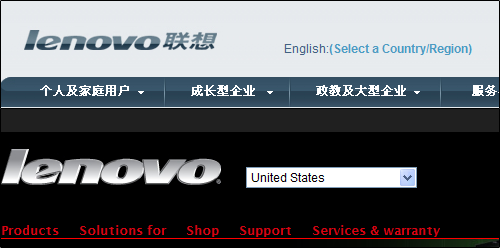 lenovo联想
English:(Select a Country/Region)
个人及家庭用户 成长型企业 政教及大型企业 服务
lenovo
United States
Products Solutions for Shop Support Services & warranty